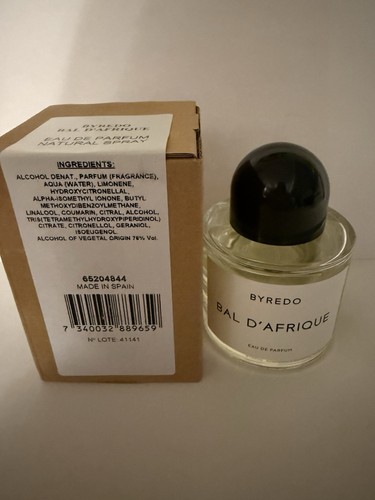 BYREDO
BAL D'AFRIQUE
EAU DE PARFUM
NATURAL SPRAY
INGREDIENTS:
ALCOHOL DENAT., PARFUM (FRAGRANCE),
AQUA (WATER), LIMONENE,
HYDROXYCITRONELLAL,
ALPHA-ISOMETHYL IONONE, BUTYL
METHOXYDIBENZOYLMETHANE,
LINALOOL, COUMARIN, CITRAL, ALCOHOL,
TRIS(TETRAMETHYLHYDROXYPIPERIDINOL)
CITRATE, CITRONELLOL, GERANIOL,
ISOEUGENOL
ALCOHOL OF VEGETAL ORIGIN 78% Vol.
65204844
MADE IN SPAIN
7 340032 889659
Nº LOTE: 41141
BYREDO
BAL D'AFRIQUE
EAU DE PARFUM